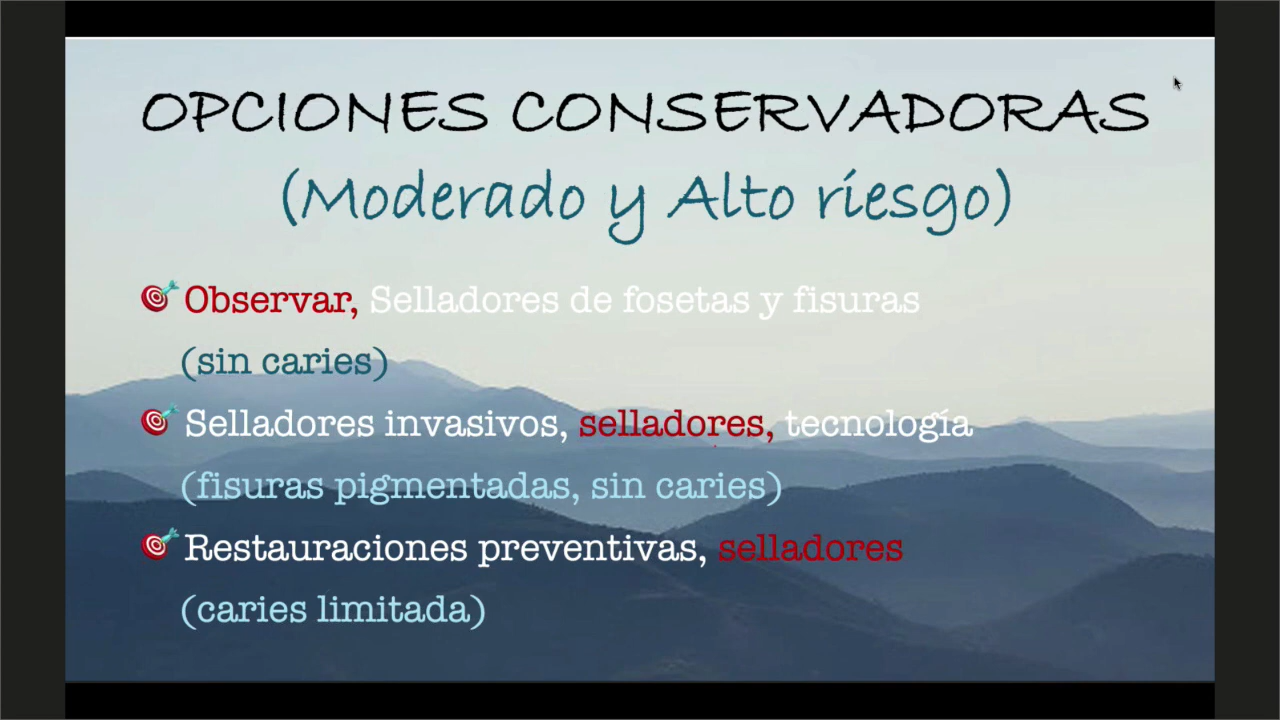 OPCIONES CONSERVADORAS
(Moderado y Alto riesgo)
Observar, Selladores de fosetas y fisuras
(sin caries)
Selladores invasivos, selladores, tecnología
(fisuras pigmentadas, sin caries)
Restauraciones preventivas, selladores
(caries limitada)